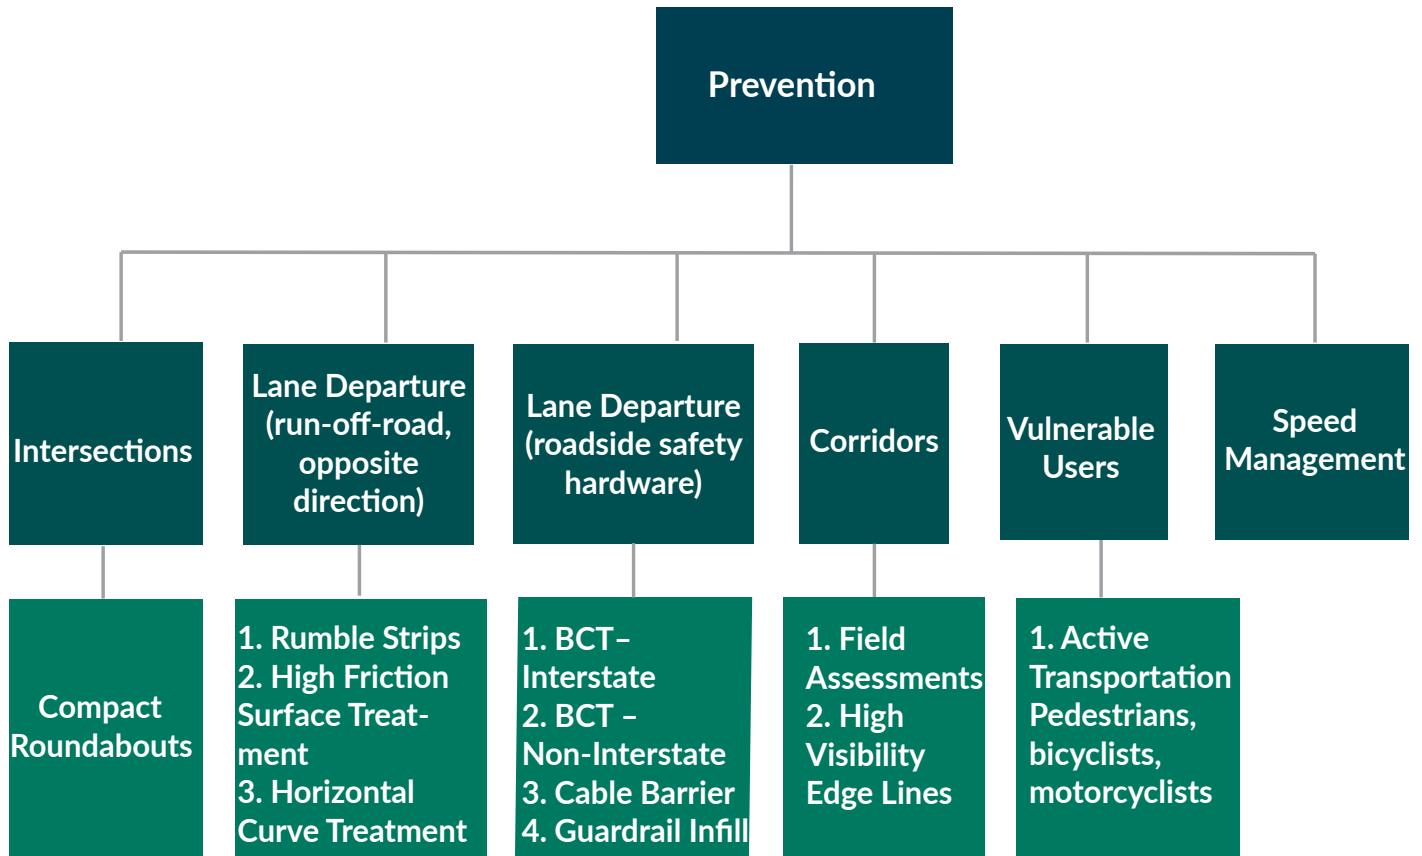 Prevention
Intersections
Lane Departure
(run-off-road,
opposite
direction)
Lane Departure
(roadside safety
hardware)
Corridors
Vulnerable
Users
Speed
Management
Compact
Roundabouts
1. Rumble Strips
2. High Friction
Surface Treat-
ment
3. Horizontal
Curve Treatment
1. BCT–
Interstate
2. BCT –
Non-Interstate
3. Cable Barrier
4. Guardrail Infill
1. Field
Assessments
2. High
Visibility
Edge Lines
1. Active
Transportation
Pedestrians,
bicyclists,
motorcyclists